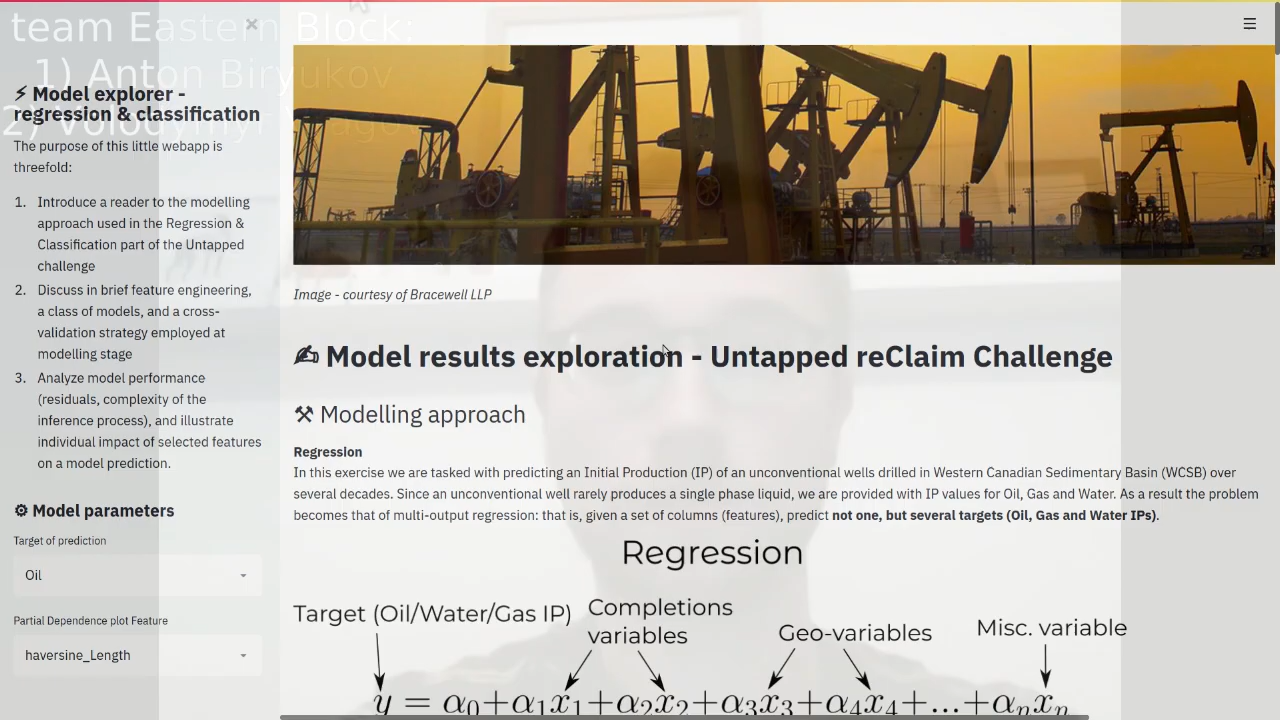 team Eastern Block:
1) Anton Biryukov
2) Volodymyr
×
☰
⚡ Model explorer -
regression & classification
The purpose of this little webapp is
threefold:
1. Introduce a reader to the modelling
approach used in the Regression &
Classification part of the Untapped
challenge
2. Discuss in brief feature engineering,
a class of models, and a cross-
validation strategy employed at
modelling stage
3. Analyze model performance
(residuals, complexity of the
inference process), and illustrate
individual impact of selected features
on a model prediction.
⚙ Model parameters
Target of prediction
Oil
Partial Dependence plot Feature
haversine_Length
Image - courtesy of Bracewell LLP
✍ Model results exploration - Untapped reClaim Challenge
⚒ Modelling approach
Regression
In this exercise we are tasked with predicting an Initial Production (IP) of an unconventional wells drilled in Western Canadian Sedimentary Basin (WCSB) over
several decades. Since an unconventional well rarely produces a single phase liquid, we are provided with IP values for Oil, Gas and Water. As a result the problem
becomes that of multi-output regression: that is, given a set of columns (features), predict not one, but several targets (Oil, Gas and Water IPs).
Regression
Target (Oil/Water/Gas IP)
Completions
variables
Geo-variables
Misc. variable
y = α₀+α₁x₁+α₂x₂+α₃x₃+α₄x₄+...+αₙxₙ